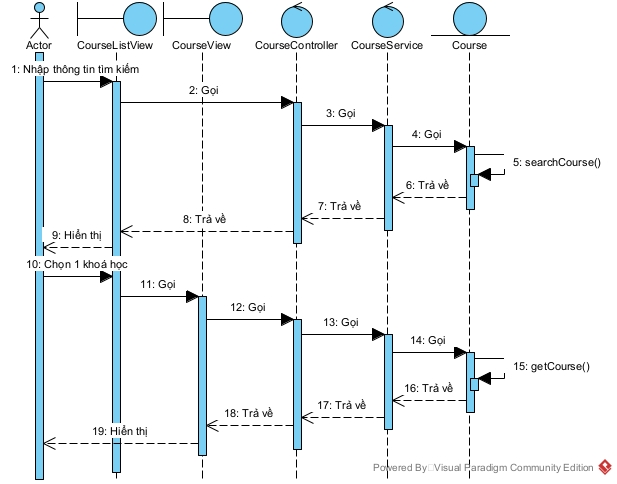 Actor
CourseListView
CourseView
CourseController
CourseService
Course
1: Nhập thông tin tìm kiếm
2: Gọi
3: Gọi
4: Gọi
5: searchCourse()
6: Trả về
7: Trả về
8: Trả về
9: Hiển thị
10: Chọn 1 khoá học
11: Gọi
12: Gọi
13: Gọi
14: Gọi
15: getCourse()
16: Trả về
17: Trả về
18: Trả về
19: Hiển thị
Powered By Visual Paradigm Community Edition